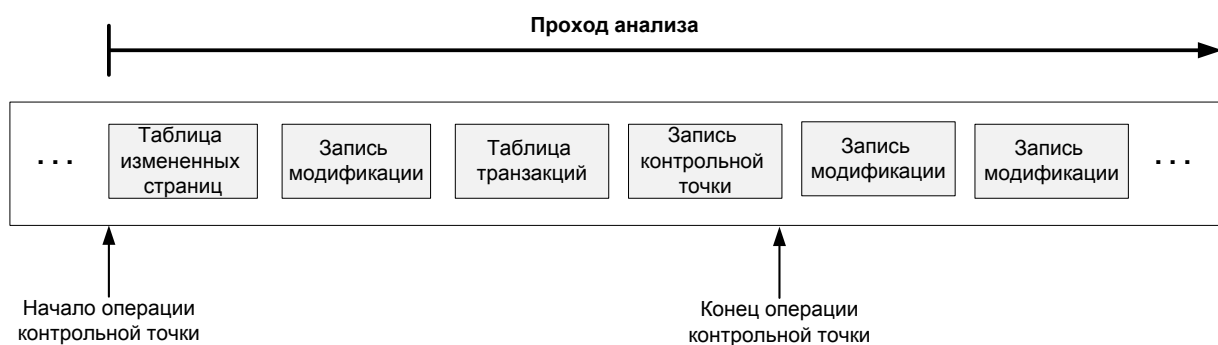 Проход анализа
. . .
Таблица
измененных
страниц
Запись
модификации
Таблица
транзакций
Запись
контрольной
точки
Запись
модификации
Запись
модификации
. . .
Начало операции
контрольной точки
Конец операции
контрольной точки